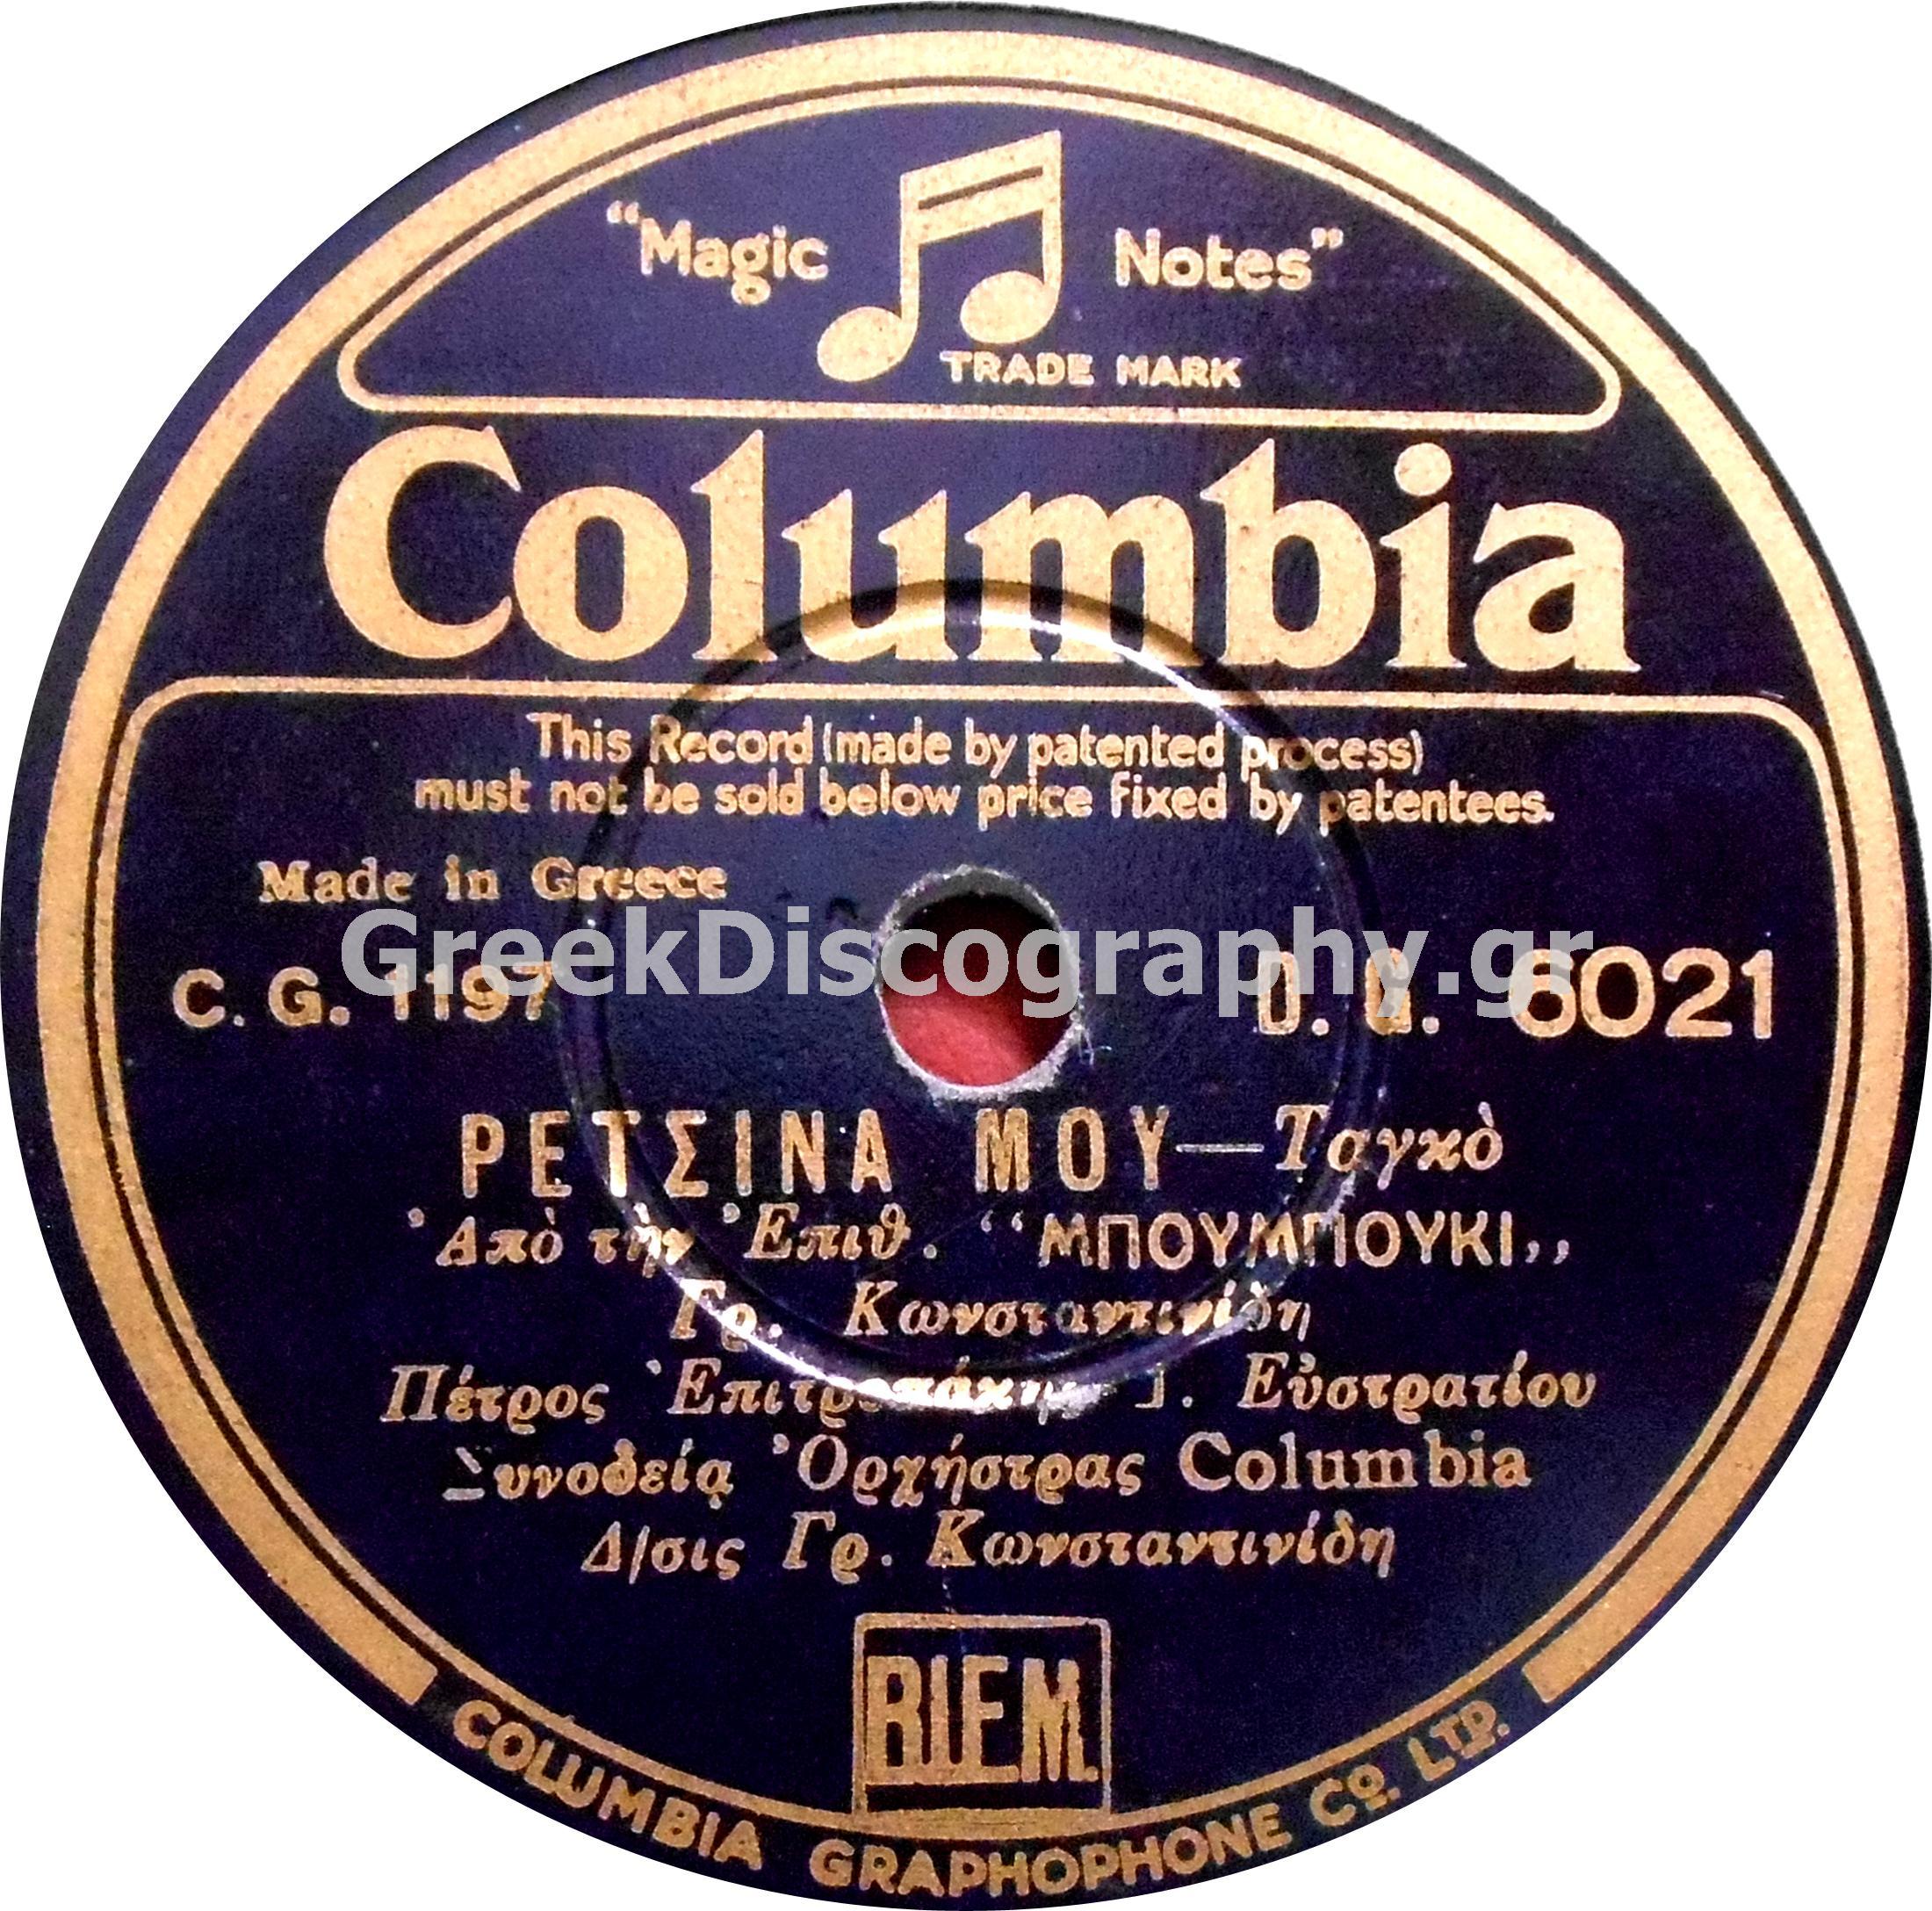 “Magic Notes”
TRADE MARK
Columbia
This Record (made by patented process)
must not be sold below price fixed by patentees.
Made in Greece
GreekDiscography.gr
C. G. 1197 D. G. 6021
ΡΕΤΣΙΝΑ ΜΟΥ — Ταγκὸ
Ἀπὸ τὴν Ἐπιθ. “ΜΠΟΥΜΠΟΥΚΙ,,
Γρ. Κωνσταντινίδη
Πέτρος Ἐπιτροπάκης Εὐστρατίου
Συνοδείᾳ Ὀρχήστρας Columbia
Δ/σις Γρ. Κωνσταντινίδη
BIEM.
COLUMBIA GRAPHOPHONE CO. LTD.